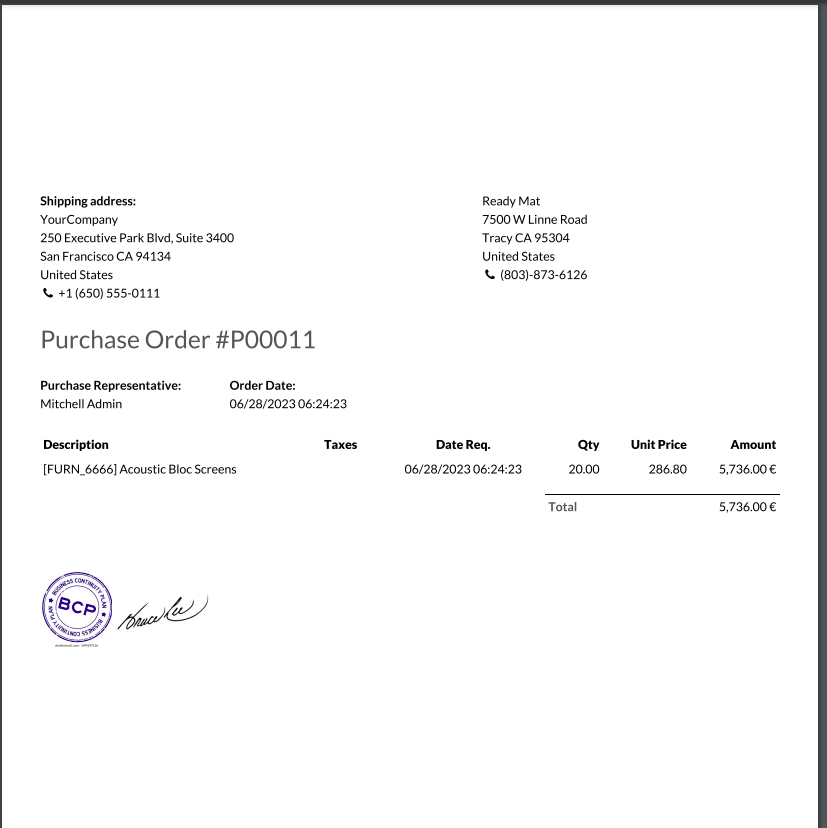 Shipping address:
YourCompany
250 Executive Park Blvd, Suite 3400
San Francisco CA 94134
United States
+1 (650) 555-0111
Ready Mat
7500 W Linne Road
Tracy CA 95304
United States
(803)-873-6126
Purchase Order #P00011
Purchase Representative: Order Date:
Mitchell Admin 06/28/2023 06:24:23
Description Taxes Date Req. Qty Unit Price Amount
[FURN_6666] Acoustic Bloc Screens 06/28/2023 06:24:23 20.00 286.80 5,736.00 €
Total 5,736.00 €
BUSINESS CONTINUITY PLAN
BCP
BUSINESS CONTINUITY PLAN
Bruce Lee